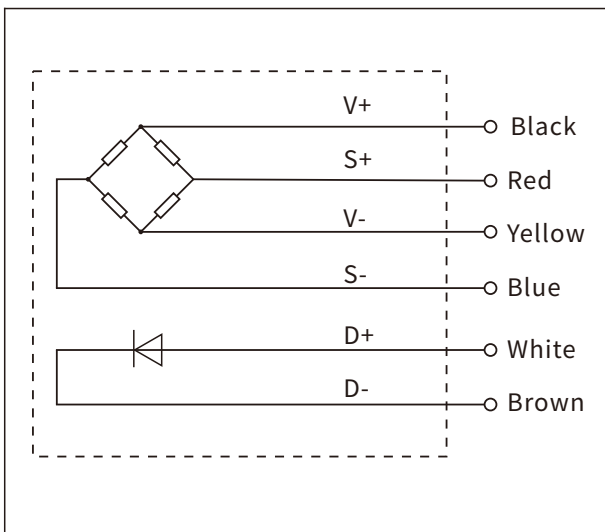 V+ Black
S+ Red
V- Yellow
S- Blue
D+ White
D- Brown